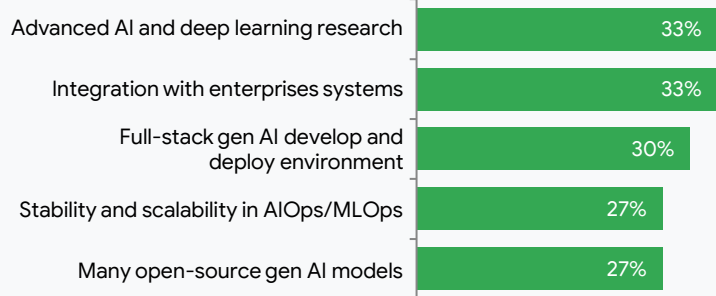 Advanced AI and deep learning research 33%
Integration with enterprises systems 33%
Full-stack gen AI develop and
deploy environment 30%
Stability and scalability in AIOps/MLOps 27%
Many open-source gen AI models 27%